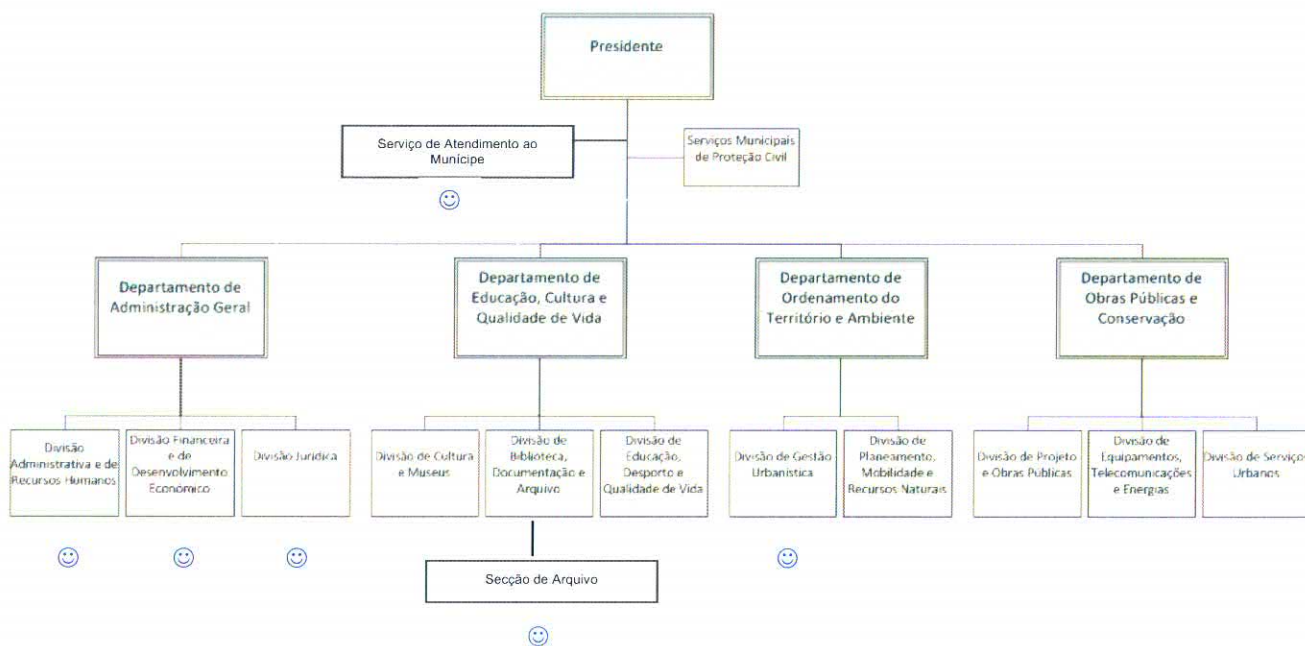 Presidente
Serviço de Atendimento ao
Munícipe
Serviços Municipais
de Proteção Civil
Departamento de
Administração Geral
Departamento de
Educação, Cultura e
Qualidade de Vida
Departamento de
Ordenamento do
Território e Ambiente
Departamento de
Obras Públicas e
Conservação
Divisão
Administrativa e de
Recursos Humanos
Divisão Financeira
e de
Desenvolvimento
Económico
Divisão Jurídica
Divisão de Cultura
e Museus
Divisão de
Biblioteca,
Documentação e
Arquivo
Divisão de
Educação,
Desporto e
Qualidade de Vida
Divisão de Gestão
Urbanística
Divisão de
Planeamento,
Mobilidade e
Recursos Naturais
Divisão de Projeto
e Obras Públicas
Divisão de
Equipamentos,
Telecomunicações
e Energias
Divisão de Serviços
Urbanos
Secção de Arquivo